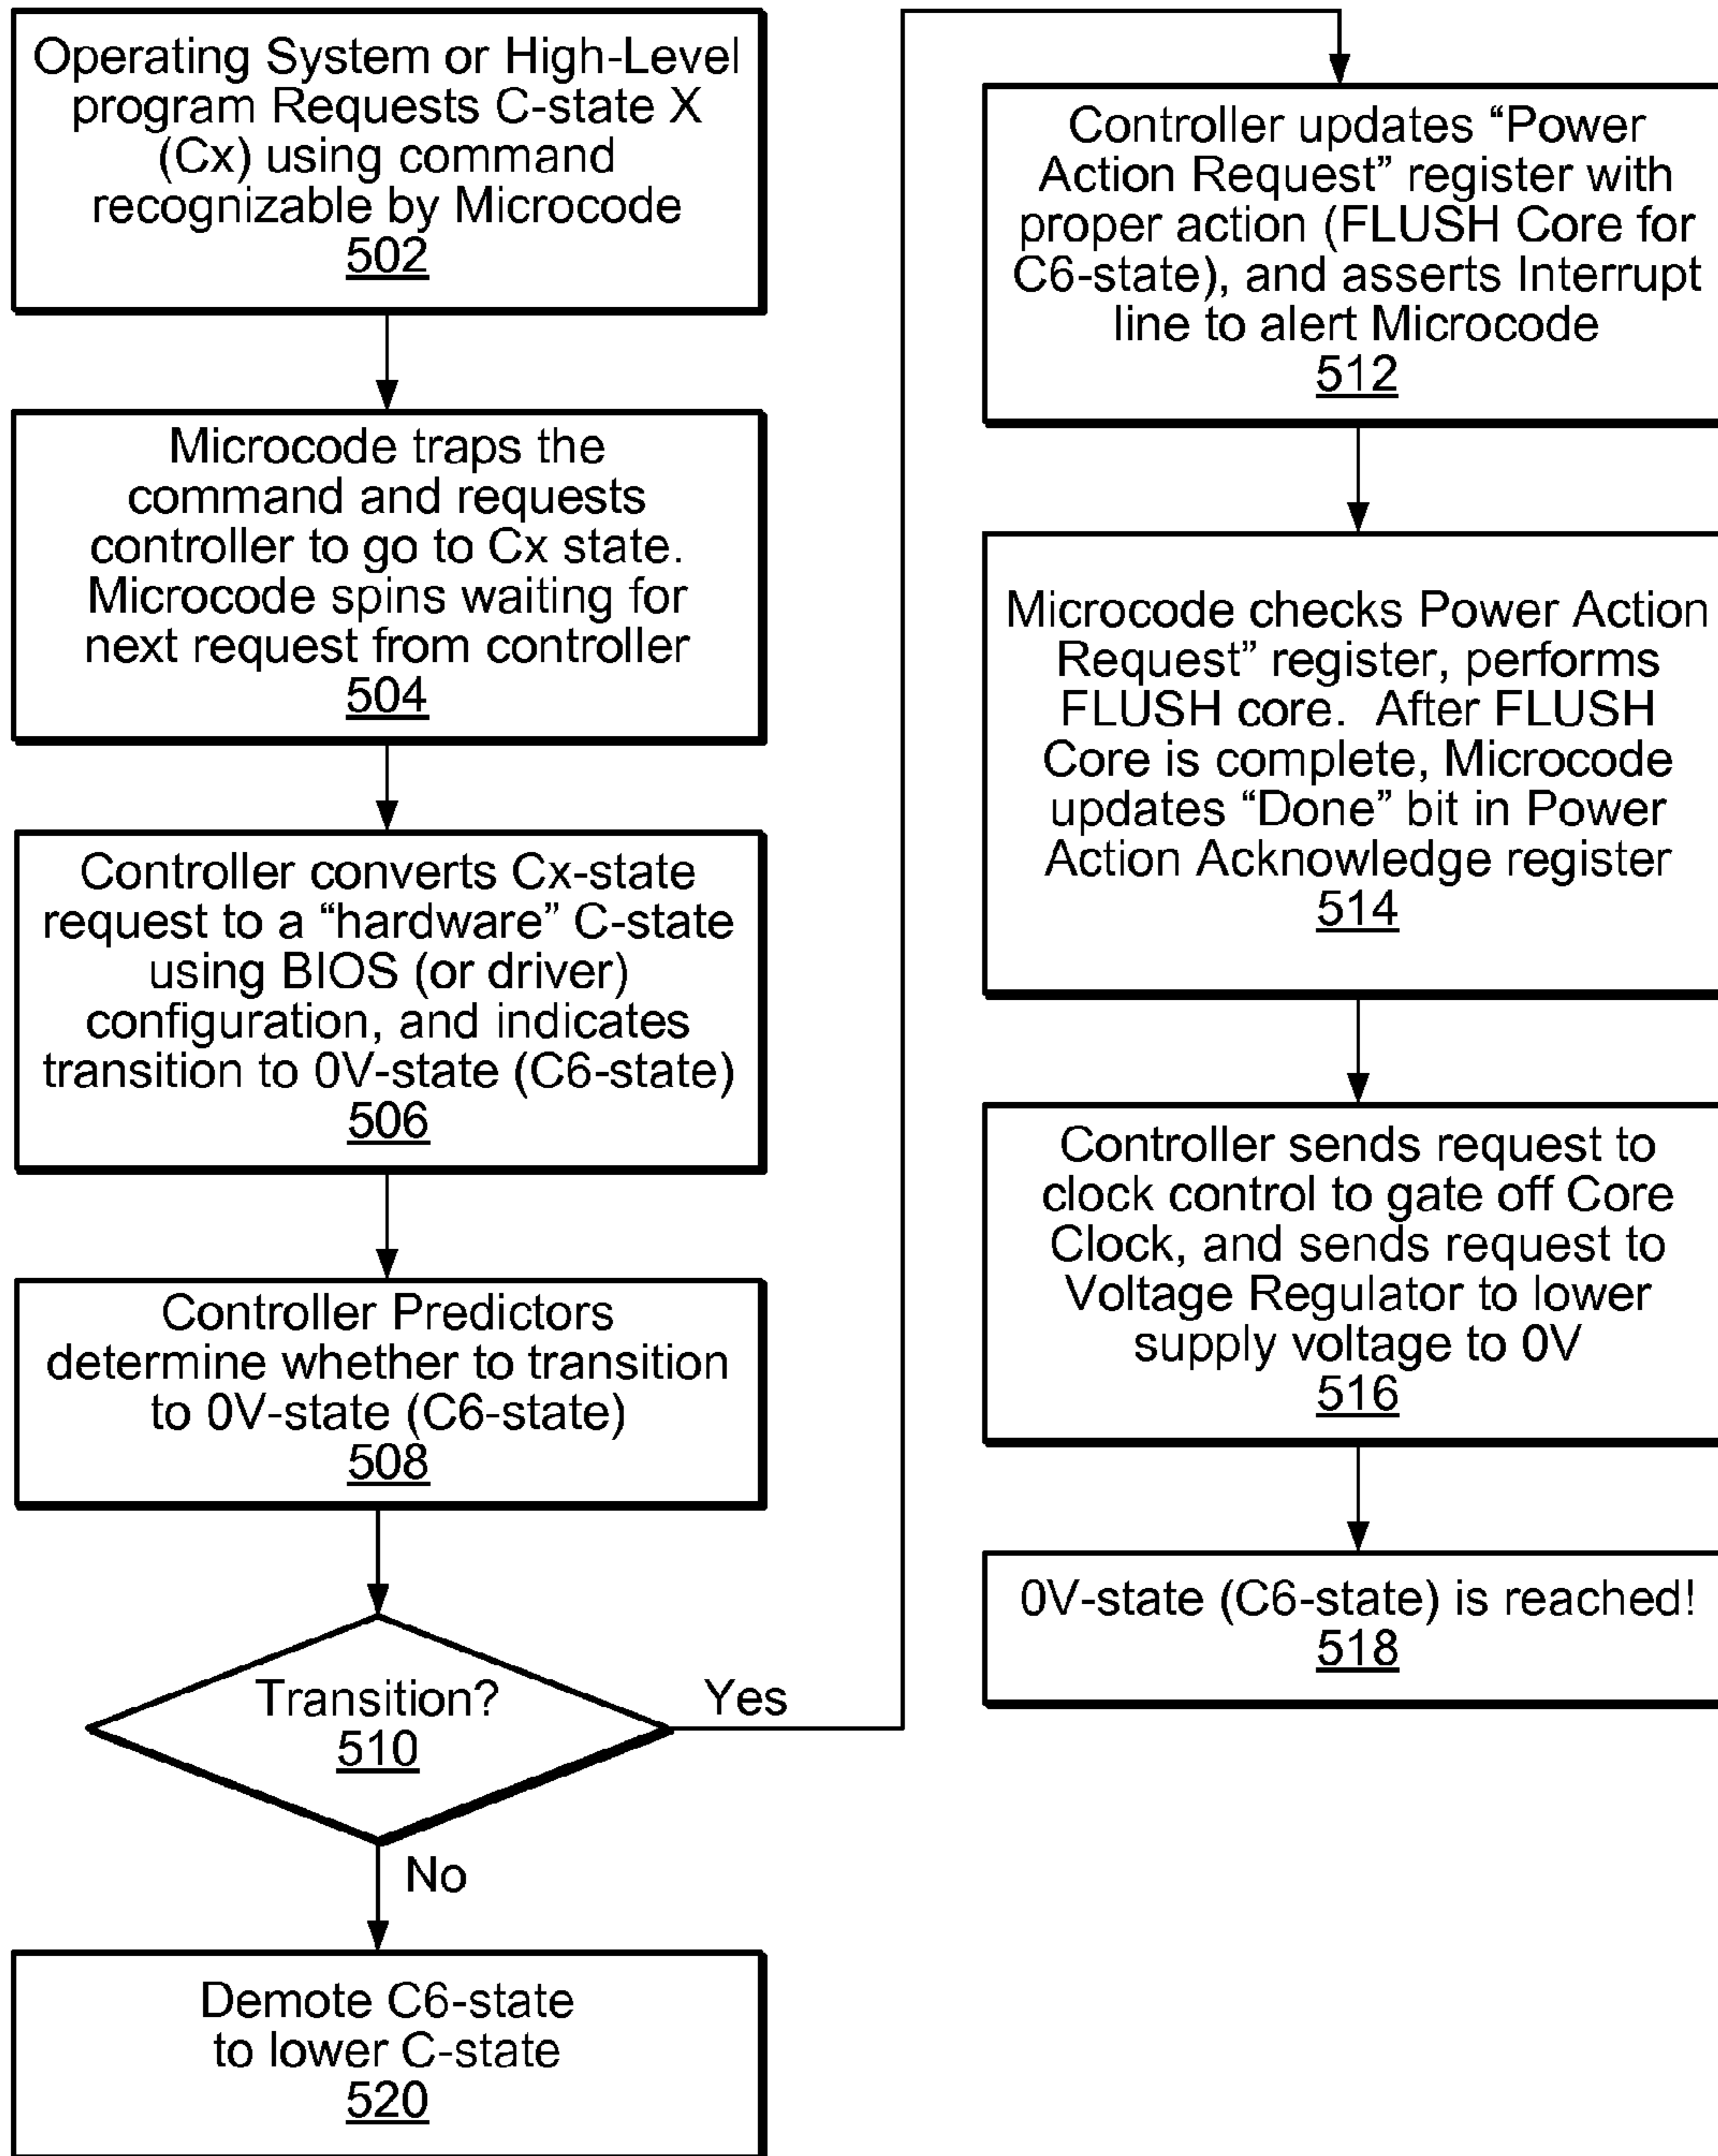 Operating System or High-Level
program Requests C-state X
(Cx) using command
recognizable by Microcode
502
Microcode traps the
command and requests
controller to go to Cx state.
Microcode spins waiting for
next request from controller
504
Controller converts Cx-state
request to a “hardware” C-state
using BIOS (or driver)
configuration, and indicates
transition to 0V-state (C6-state)
506
Controller Predictors
determine whether to transition
to 0V-state (C6-state)
508
Transition?
510
Yes
No
Demote C6-state
to lower C-state
520
Controller updates “Power
Action Request” register with
proper action (FLUSH Core for
C6-state), and asserts Interrupt
line to alert Microcode
512
Microcode checks Power Action
Request” register, performs
FLUSH core. After FLUSH
Core is complete, Microcode
updates “Done” bit in Power
Action Acknowledge register
514
Controller sends request to
clock control to gate off Core
Clock, and sends request to
Voltage Regulator to lower
supply voltage to 0V
516
0V-state (C6-state) is reached!
518